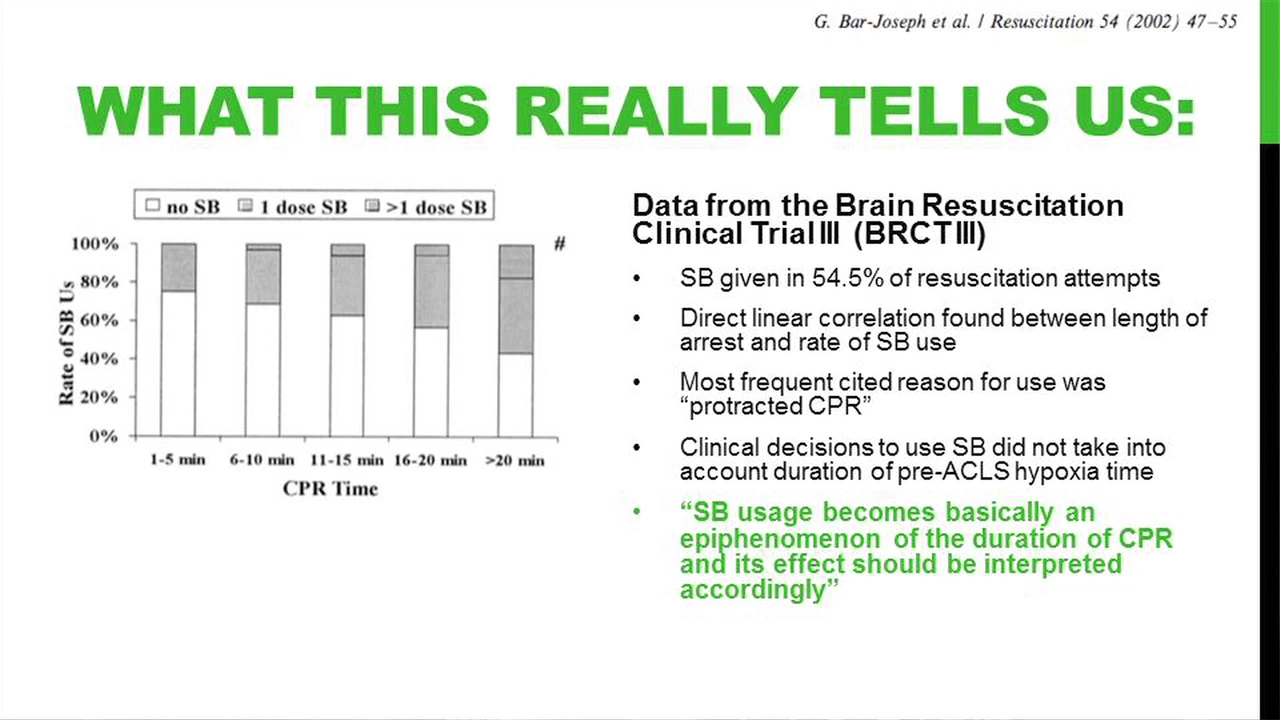 G. Bar-Joseph et al. / Resuscitation 54 (2002) 47–55
WHAT THIS REALLY TELLS US:
no SB 1 dose SB >1 dose SB
100%
80%
60%
40%
20%
0%
#
Rate of SB Us
1-5 min 6-10 min 11-15 min 16-20 min >20 min
CPR Time
Data from the Brain Resuscitation
Clinical Trial III (BRCT III)
• SB given in 54.5% of resuscitation attempts
• Direct linear correlation found between length of
arrest and rate of SB use
• Most frequent cited reason for use was
“protracted CPR”
• Clinical decisions to use SB did not take into
account duration of pre-ACLS hypoxia time
• “SB usage becomes basically an
epiphenomenon of the duration of CPR
and its effect should be interpreted
accordingly”